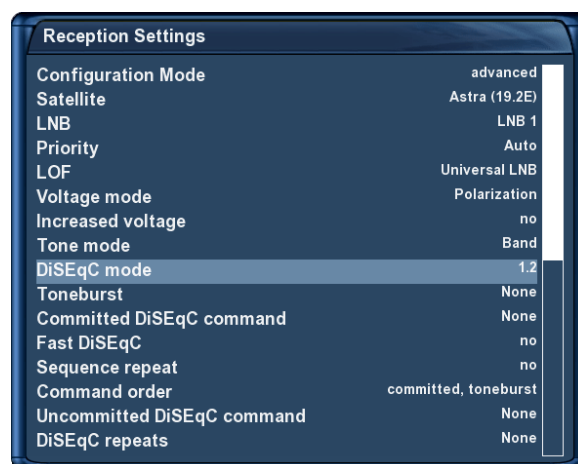 Reception Settings
Configuration Mode advanced
Satellite Astra (19.2E)
LNB LNB 1
Priority Auto
LOF Universal LNB
Voltage mode Polarization
Increased voltage no
Tone mode Band
DiSEqC mode 1.2
Toneburst None
Committed DiSEqC command None
Fast DiSEqC no
Sequence repeat no
Command order committed, toneburst
Uncommitted DiSEqC command None
DiSEqC repeats None